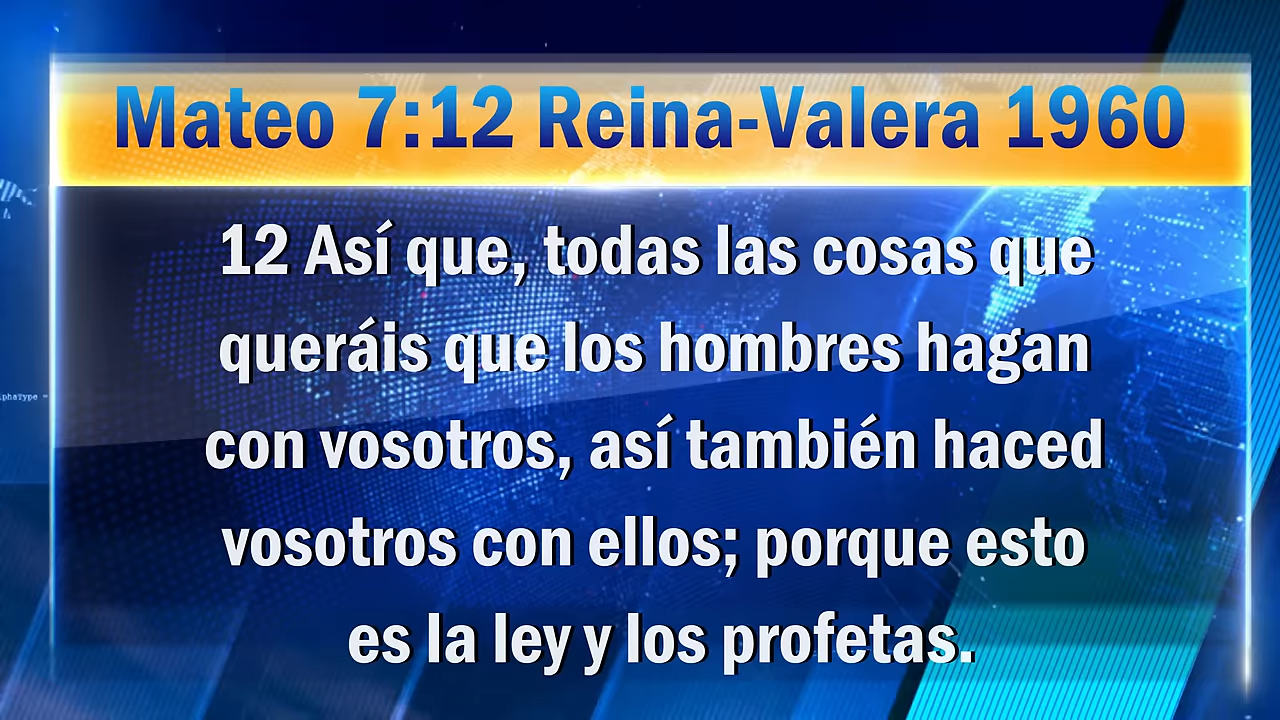 Mateo 7:12 Reina-Valera 1960
12 Así que, todas las cosas que
queráis que los hombres hagan
con vosotros, así también haced
vosotros con ellos; porque esto
es la ley y los profetas.